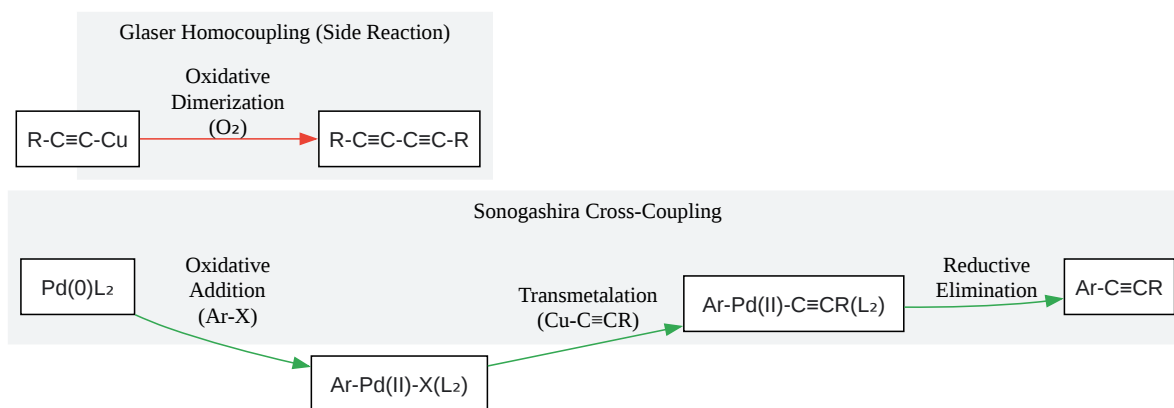 Glaser Homocoupling (Side Reaction)
Oxidative
Dimerization
(O₂)
R-C≡C-Cu
R-C≡C-C≡C-R
Sonogashira Cross-Coupling
Pd(0)L₂
Oxidative
Addition
(Ar-X)
Ar-Pd(II)-X(L₂)
Transmetalation
(Cu-C≡CR)
Ar-Pd(II)-C≡CR(L₂)
Reductive
Elimination
Ar-C≡CR